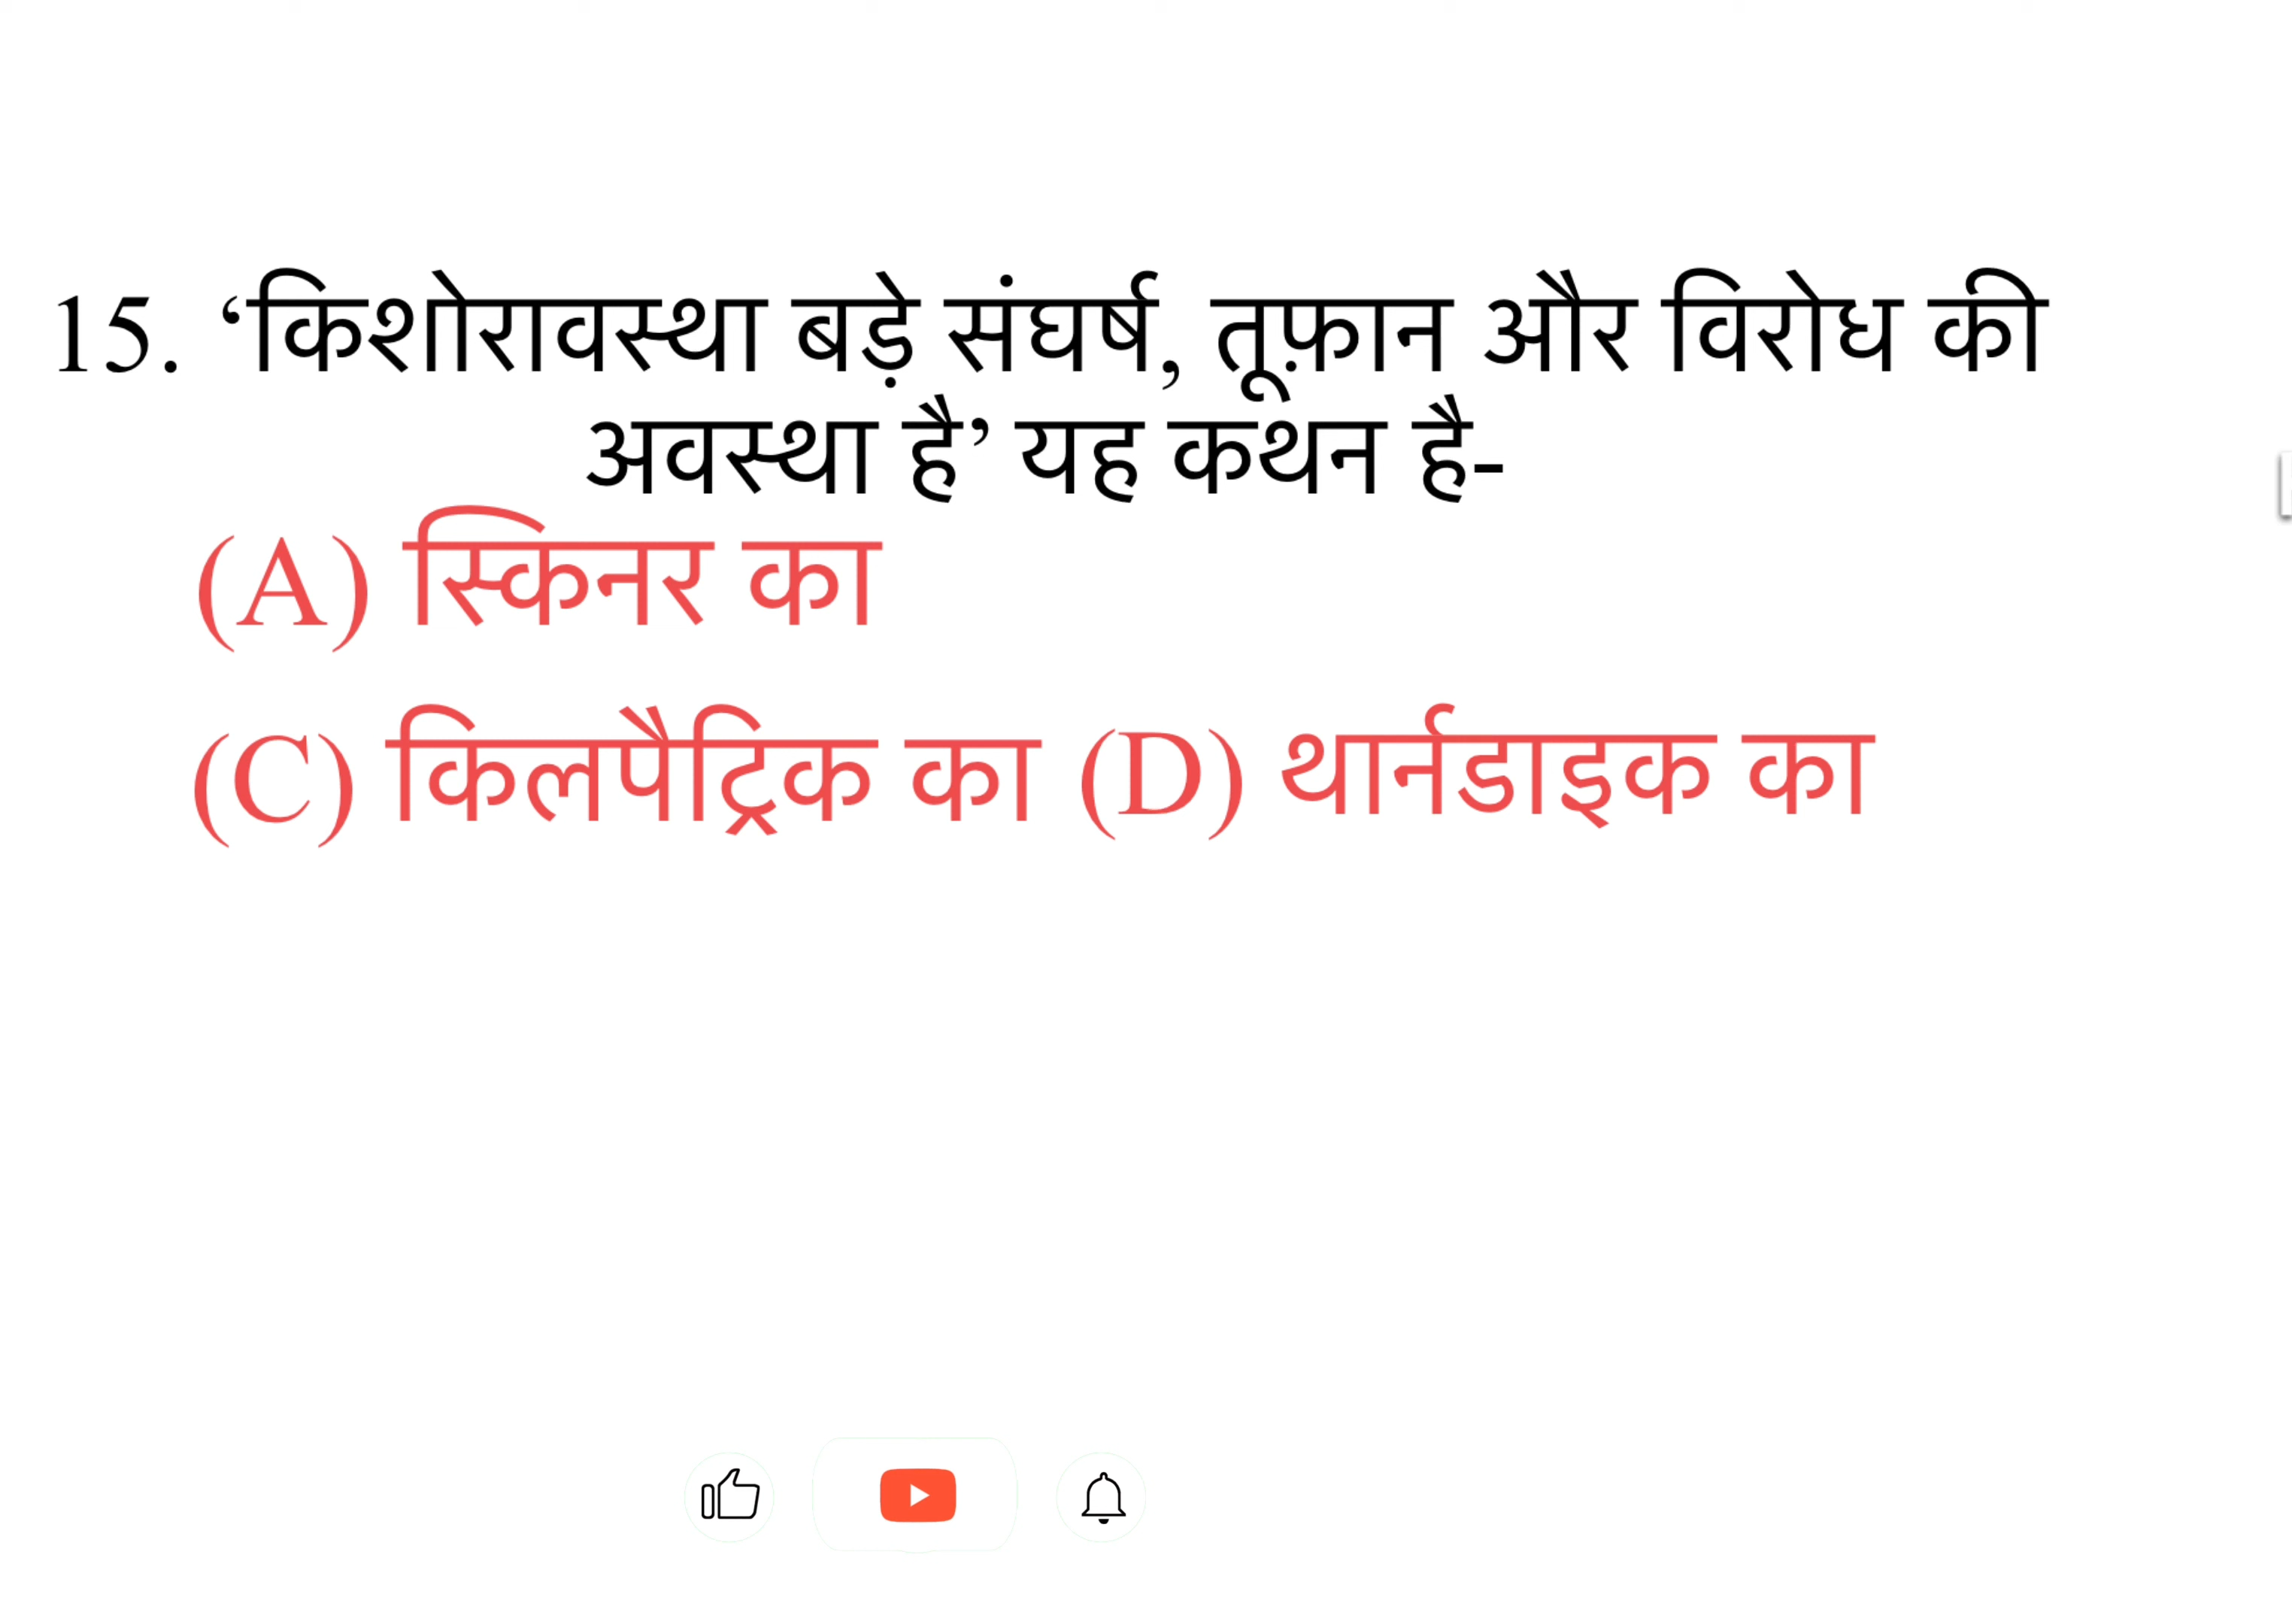 15. ‘किशोरावस्था बड़े संघर्ष, तूफ़ान और विरोध की
अवस्था है’ यह कथन है-
(A) स्किनर का
(C) किलपैट्रिक का (D) थार्नडाइक का